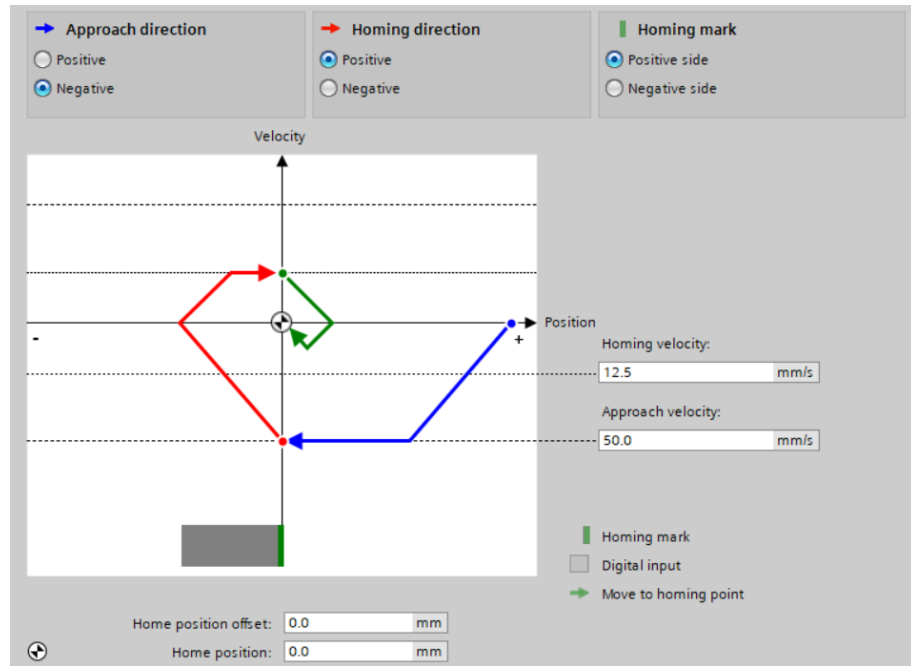 Approach direction
Positive
Negative
Homing direction
Positive
Negative
Homing mark
Positive side
Negative side
Velocity
Position
-
+
Homing velocity:
12.5 mm/s
Approach velocity:
50.0 mm/s
Homing mark
Digital input
Move to homing point
Home position offset: 0.0 mm
Home position: 0.0 mm